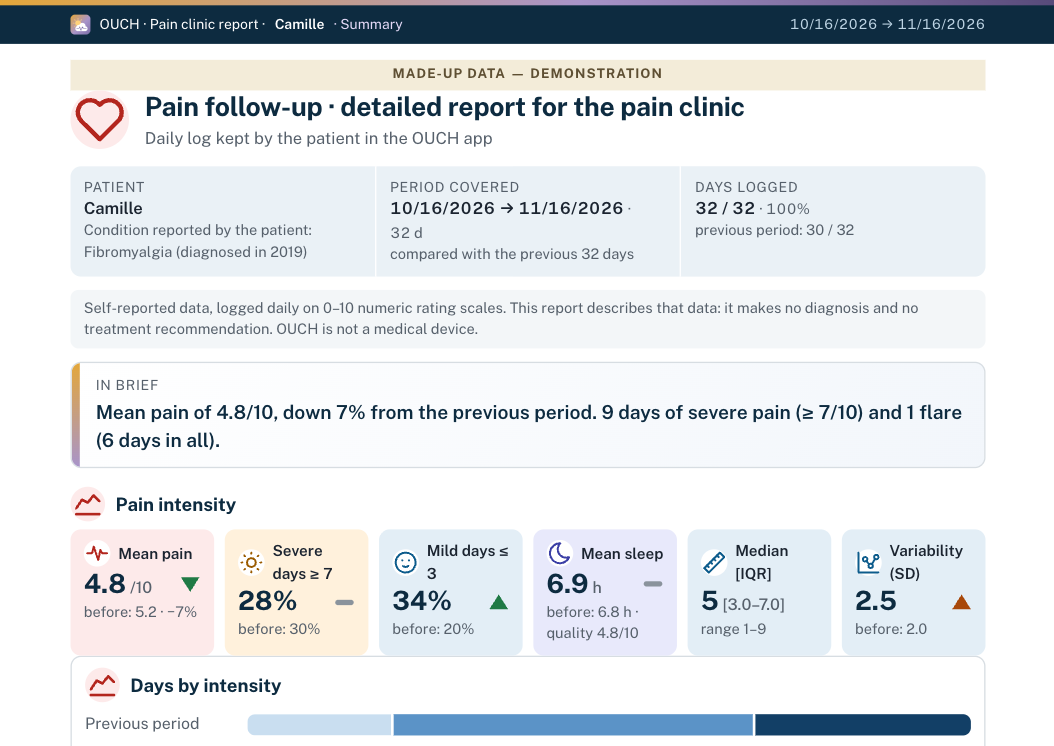 OUCH · Pain clinic report · Camille · Summary
10/16/2026 → 11/16/2026
MADE-UP DATA — DEMONSTRATION
Pain follow-up · detailed report for the pain clinic
Daily log kept by the patient in the OUCH app
PATIENT
Camille
Condition reported by the patient:
Fibromyalgia (diagnosed in 2019)
PERIOD COVERED
10/16/2026 → 11/16/2026 ·
32 d
compared with the previous 32 days
DAYS LOGGED
32 / 32 · 100%
previous period: 30 / 32
Self-reported data, logged daily on 0–10 numeric rating scales. This report describes that data: it makes no diagnosis and no
treatment recommendation. OUCH is not a medical device.
IN BRIEF
Mean pain of 4.8/10, down 7% from the previous period. 9 days of severe pain (≥ 7/10) and 1 flare
(6 days in all).
Pain intensity
Mean pain
4.8 /10
before: 5.2 · −7%
Severe
days ≥ 7
28%
before: 30%
Mild days ≤
3
34%
before: 20%
Mean sleep
6.9 h
before: 6.8 h ·
quality 4.8/10
Median
[IQR]
5 [3.0–7.0]
range 1–9
Variability
(SD)
2.5
before: 2.0
Days by intensity
Previous period